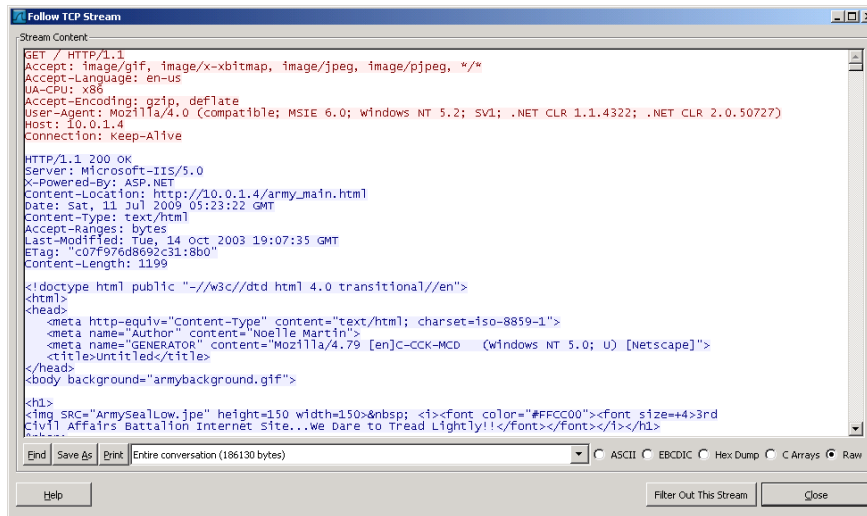 Follow TCP Stream
Stream Content
GET / HTTP/1.1
Accept: image/gif, image/x-xbitmap, image/jpeg, image/pjpeg, */*
Accept-Language: en-us
UA-CPU: x86
Accept-Encoding: gzip, deflate
User-Agent: Mozilla/4.0 (compatible; MSIE 6.0; Windows NT 5.2; SV1; .NET CLR 1.1.4322; .NET CLR 2.0.50727)
Host: 10.0.1.4
Connection: Keep-Alive
HTTP/1.1 200 OK
Server: Microsoft-IIS/5.0
X-Powered-By: ASP.NET
Content-Location: http://10.0.1.4/army_main.html
Date: Sat, 11 Jul 2009 05:23:22 GMT
Content-Type: text/html
Accept-Ranges: bytes
Last-Modified: Tue, 14 Oct 2003 19:07:35 GMT
ETag: "c07f976d8692c31:8b0"
Content-Length: 1199
<!doctype html public "-//w3c//dtd html 4.0 transitional//en">
<html>
<head>
<meta http-equiv="Content-Type" content="text/html; charset=iso-8859-1">
<meta name="Author" content="Noelle Martin">
<meta name="GENERATOR" content="Mozilla/4.79 [en]C-CCK-MCD   (Windows NT 5.0; U) [Netscape]">
<title>Untitled</title>
</head>
<body background="armybackground.gif">
<h1>
<img SRC="ArmySealLow.jpe" height=150 width=150>&nbsp; <i><font color="#FFCC00"><font size=+4>3rd
Civil Affairs Battalion Internet Site...We Dare to Tread Lightly!!</font></font></i></h1>
Find Save As Print Entire conversation (186130 bytes) ASCII EBCDIC Hex Dump C Arrays Raw
Help Filter Out This Stream Close